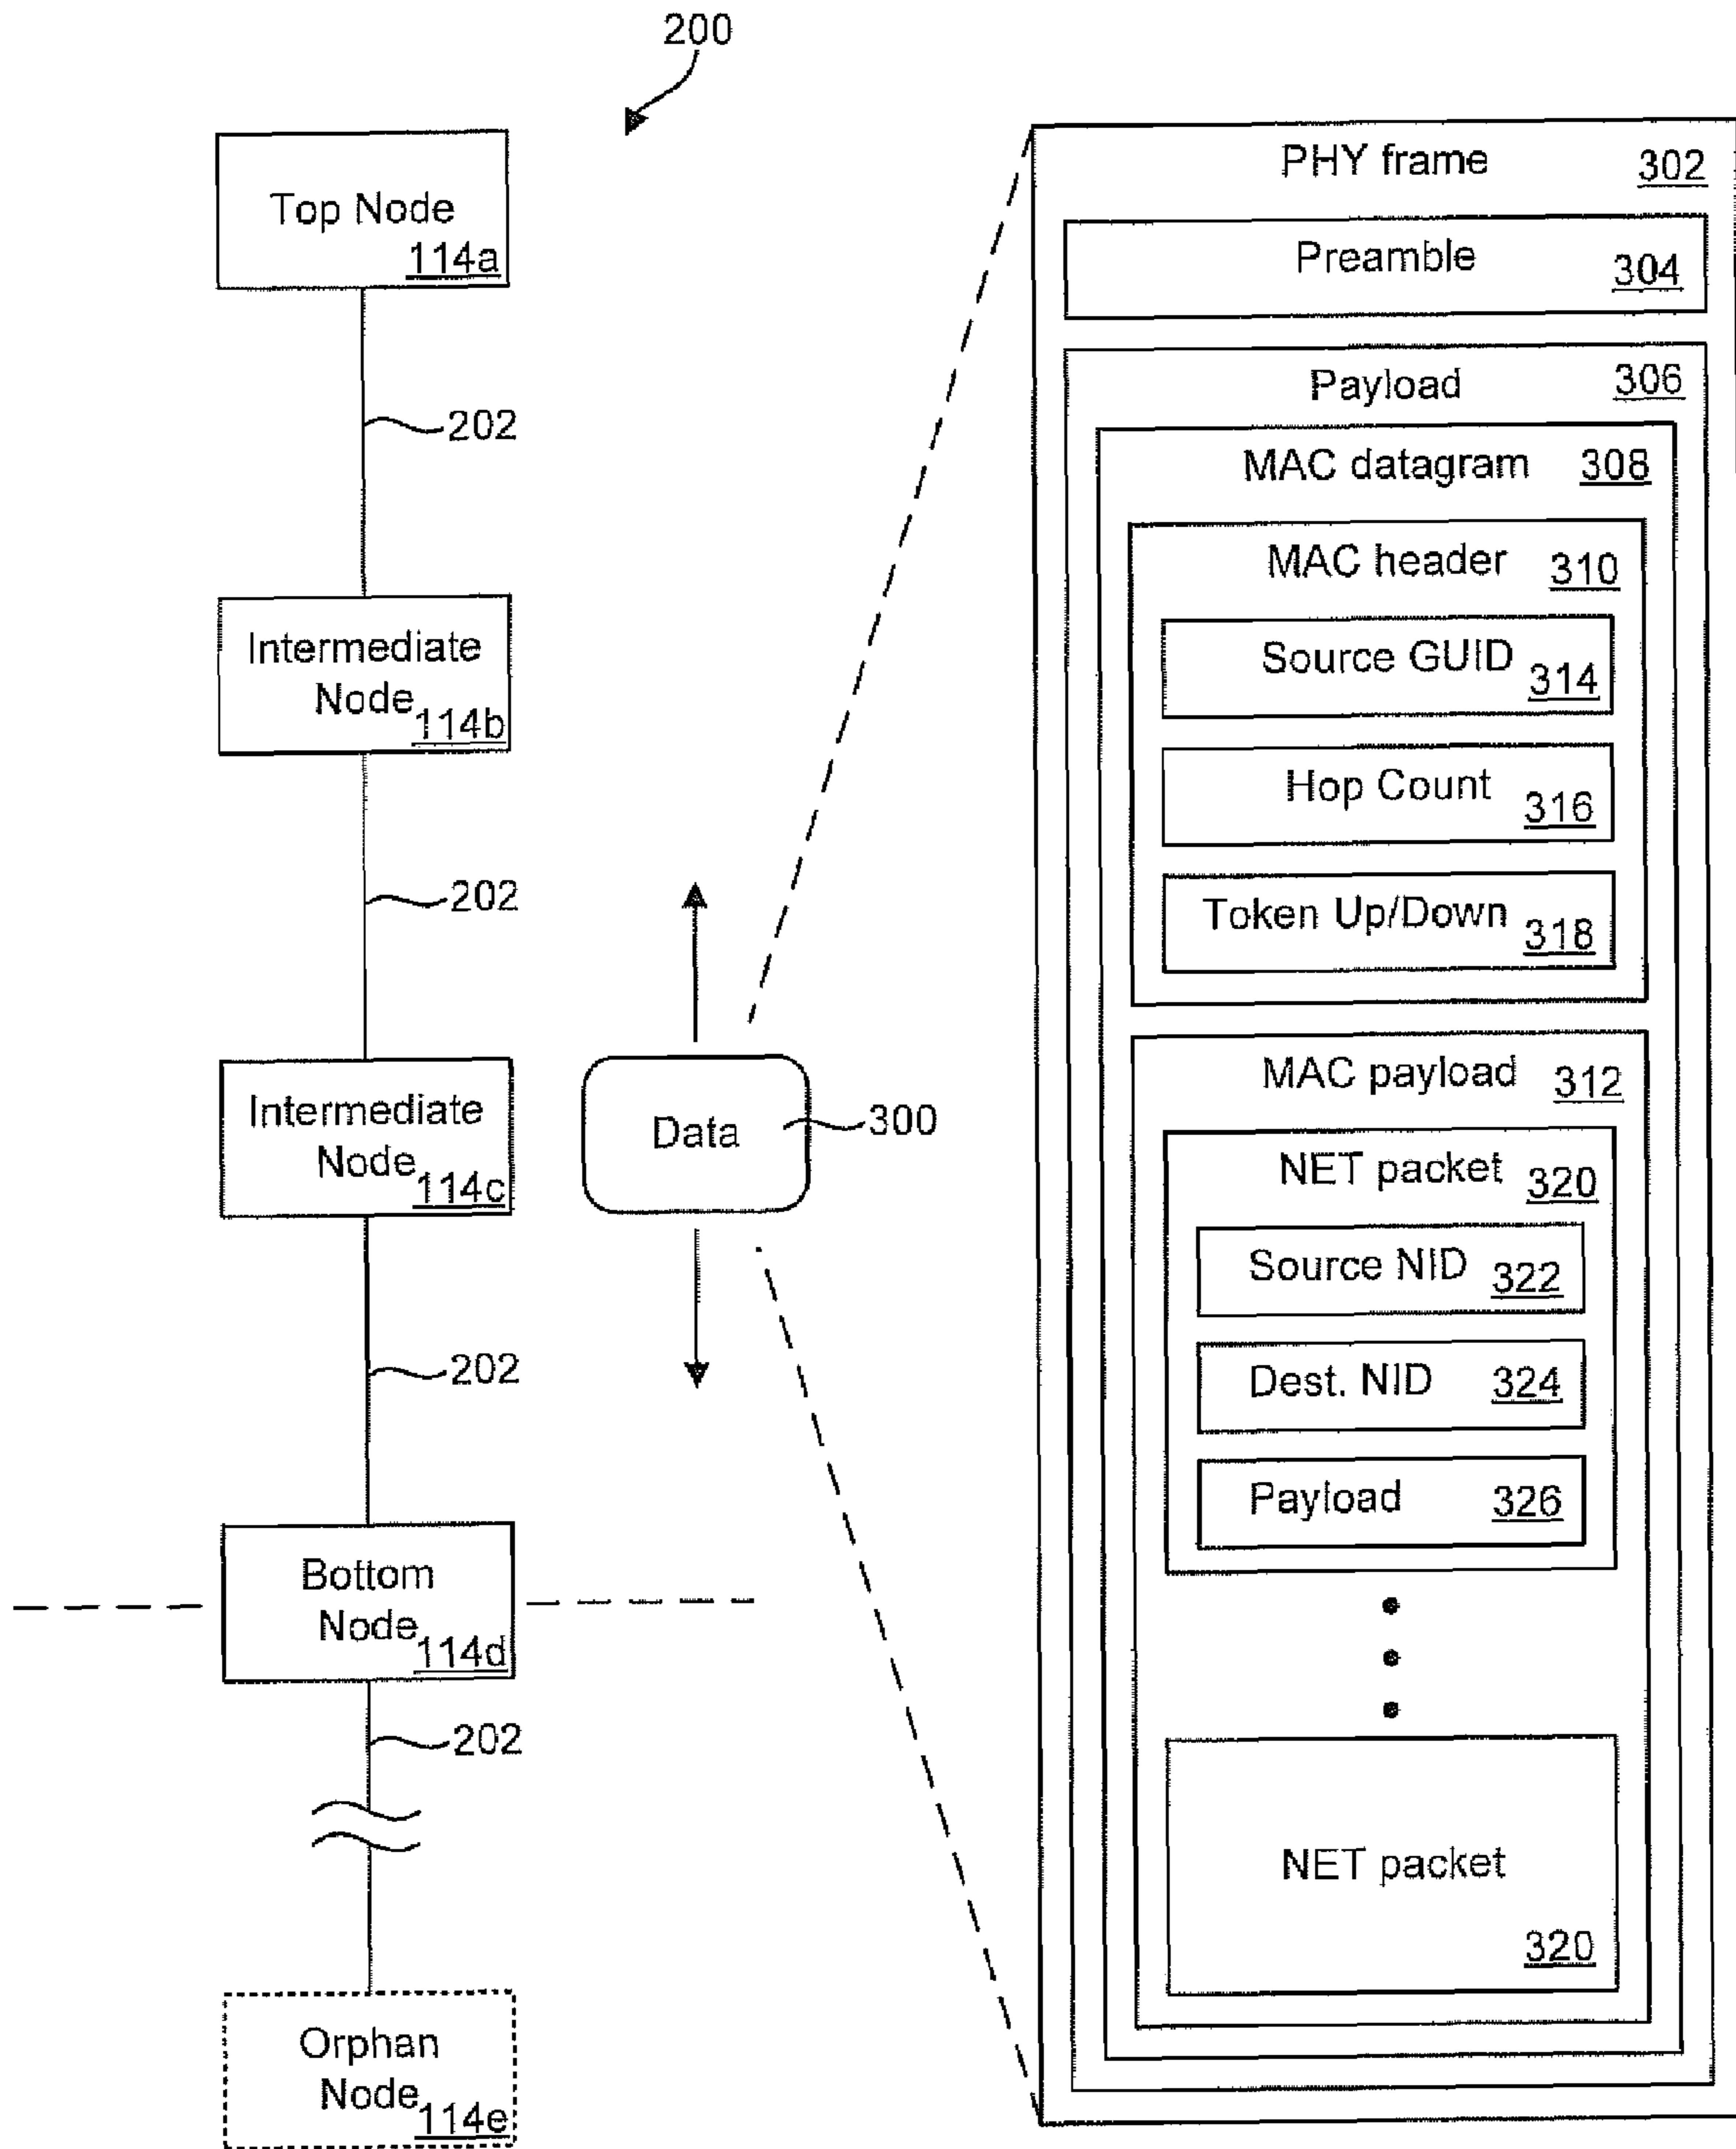 200
Top Node
114a
202
Intermediate
Node
114b
202
Intermediate
Node
114c
202
Bottom
Node
114d
202
Orphan
Node
114e
Data
300
PHY frame 302
Preamble 304
Payload 306
MAC datagram 308
MAC header 310
Source GUID 314
Hop Count 316
Token Up/Down 318
MAC payload 312
NET packet 320
Source NID 322
Dest. NID 324
Payload 326
NET packet
320